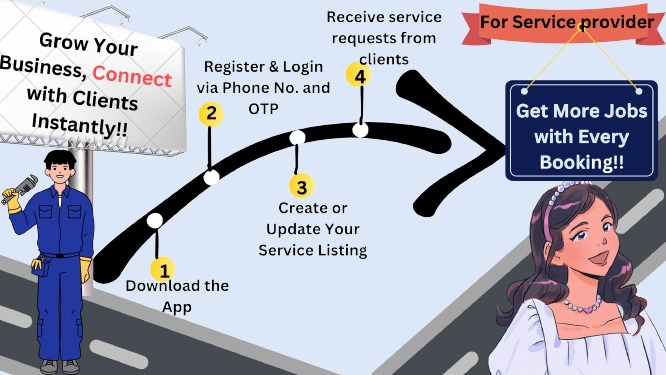 Grow Your
Business, Connect
with Clients
Instantly!!
1
Download the
App
2
Register & Login
via Phone No. and
OTP
3
Create or
Update Your
Service Listing
4
Receive service
requests from
clients
For Service provider
Get More Jobs
with Every
Booking!!